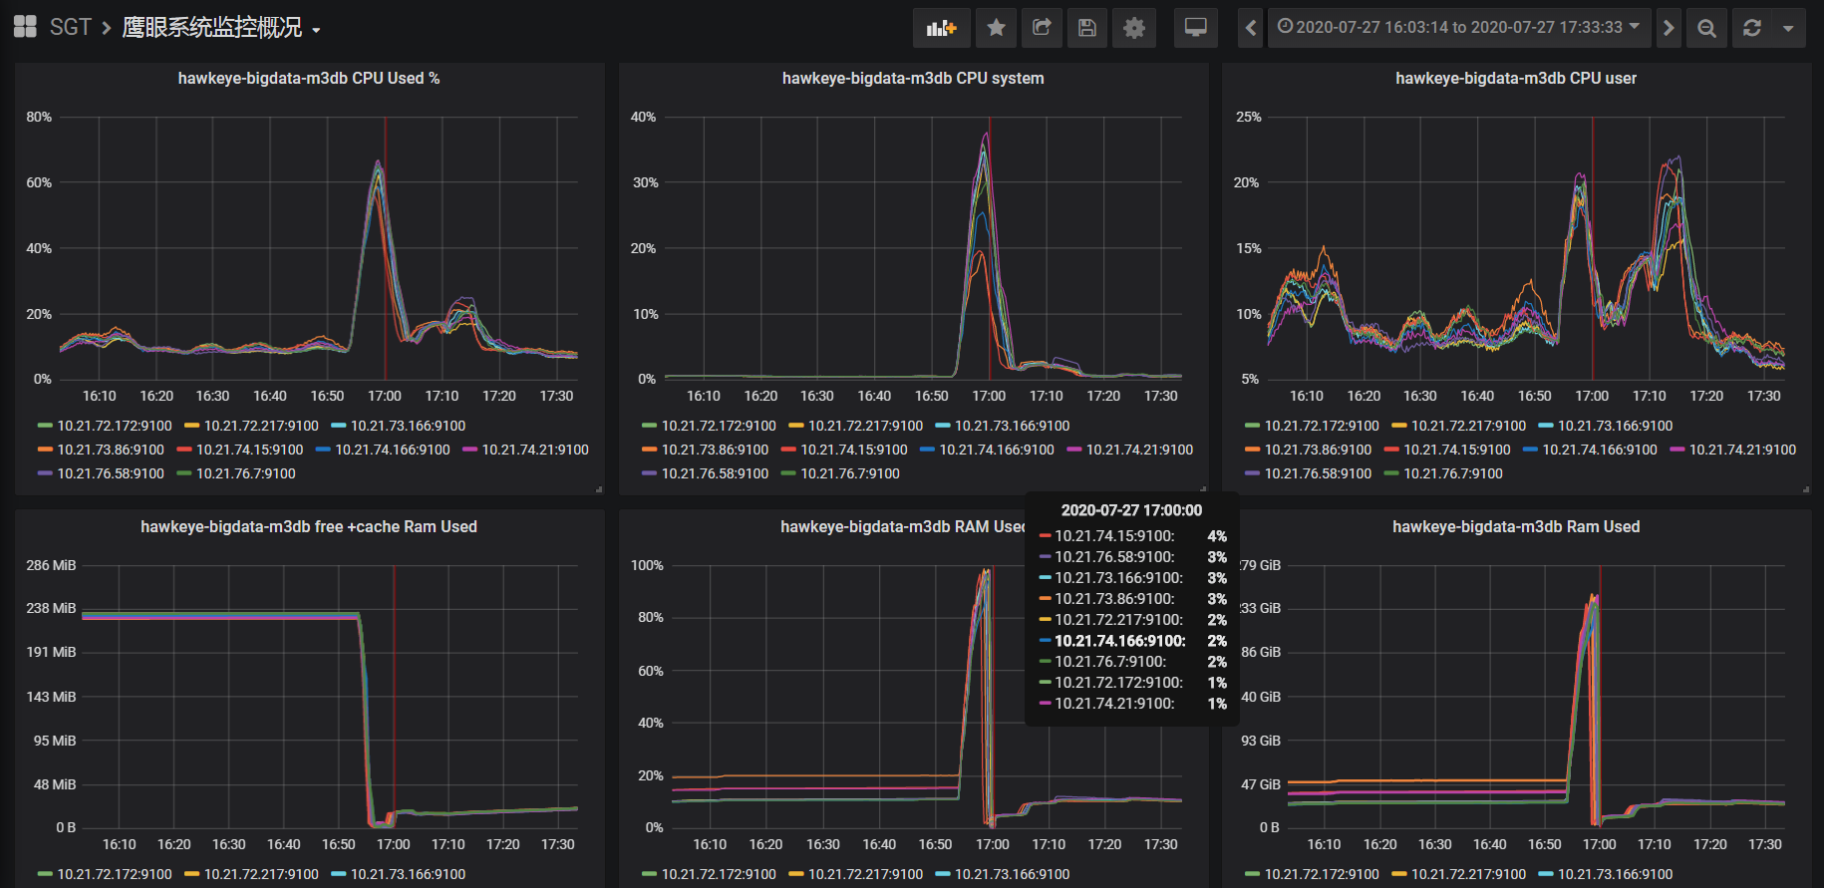 SGT > 鹰眼系统监控概况
2020-07-27 16:03:14 to 2020-07-27 17:33:33
hawkeye-bigdata-m3db CPU Used %
80%
60%
40%
20%
0%
16:10 16:20 16:30 16:40 16:50 17:00 17:10 17:20 17:30
10.21.72.172:9100 10.21.72.217:9100 10.21.73.166:9100
10.21.73.86:9100 10.21.74.15:9100 10.21.74.166:9100 10.21.74.21:9100
10.21.76.58:9100 10.21.76.7:9100
hawkeye-bigdata-m3db CPU system
40%
30%
20%
10%
0%
16:10 16:20 16:30 16:40 16:50 17:00 17:10 17:20 17:30
10.21.72.172:9100 10.21.72.217:9100 10.21.73.166:9100
10.21.73.86:9100 10.21.74.15:9100 10.21.74.166:9100 10.21.74.21:9100
10.21.76.58:9100 10.21.76.7:9100
hawkeye-bigdata-m3db CPU user
25%
20%
15%
10%
5%
16:10 16:20 16:30 16:40 16:50 17:00 17:10 17:20 17:30
10.21.72.172:9100 10.21.72.217:9100 10.21.73.166:9100
10.21.73.86:9100 10.21.74.15:9100 10.21.74.166:9100 10.21.74.21:9100
10.21.76.58:9100 10.21.76.7:9100
hawkeye-bigdata-m3db free +cache Ram Used
286 MiB
238 MiB
191 MiB
143 MiB
95 MiB
48 MiB
0 B
16:10 16:20 16:30 16:40 16:50 17:00 17:10 17:20 17:30
10.21.72.172:9100 10.21.72.217:9100 10.21.73.166:9100
hawkeye-bigdata-m3db RAM Used
100%
80%
60%
40%
20%
0%
16:10 16:20 16:30 16:40 16:50 17:00 17:10 17:20 17:30
10.21.72.172:9100 10.21.72.217:9100 10.21.73.166:9100
2020-07-27 17:00:00
10.21.74.15:9100: 4%
10.21.76.58:9100: 3%
10.21.73.166:9100: 3%
10.21.73.86:9100: 3%
10.21.72.217:9100: 2%
10.21.74.166:9100: 2%
10.21.76.7:9100: 2%
10.21.72.172:9100: 1%
10.21.74.21:9100: 1%
hawkeye-bigdata-m3db Ram Used
79 GiB
33 GiB
86 GiB
40 GiB
93 GiB
47 GiB
0 B
16:10 16:20 16:30 16:40 16:50 17:00 17:10 17:20 17:30
10.21.72.172:9100 10.21.72.217:9100 10.21.73.166:9100